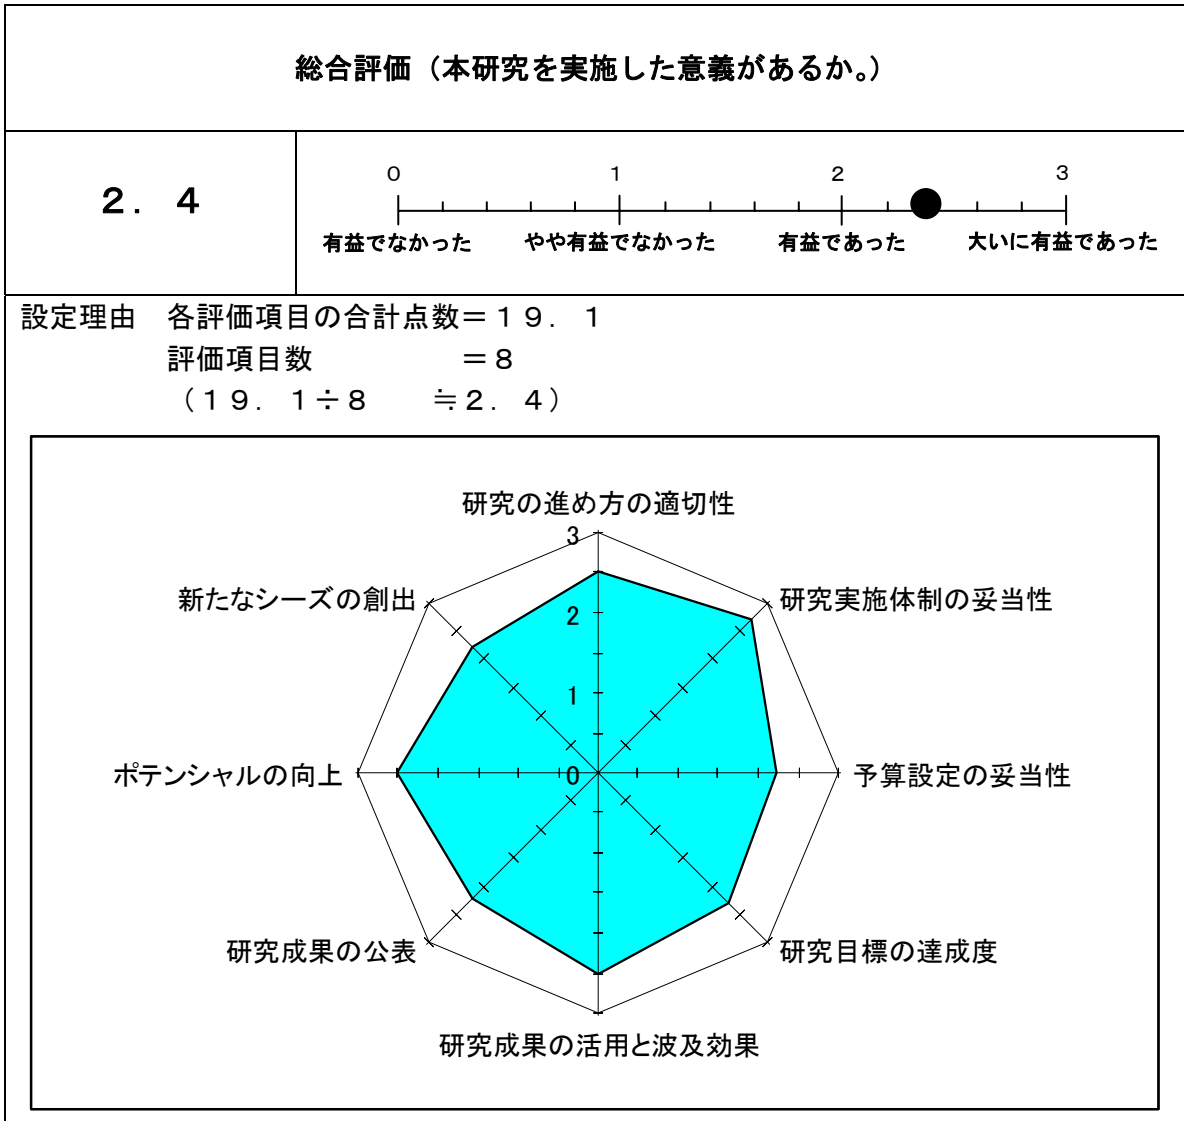 総合評価（本研究を実施した意義があるか。）
２．４
0 1 2 3
有益でなかった やや有益でなかった 有益であった 大いに有益であった
設定理由　各評価項目の合計点数＝１９．１
評価項目数　＝８
（１９．１÷８　≒２．４）
研究の進め方の適切性
3
新たなシーズの創出 研究実施体制の妥当性
2
1
ポテンシャルの向上 0 予算設定の妥当性
研究成果の公表 研究目標の達成度
研究成果の活用と波及効果